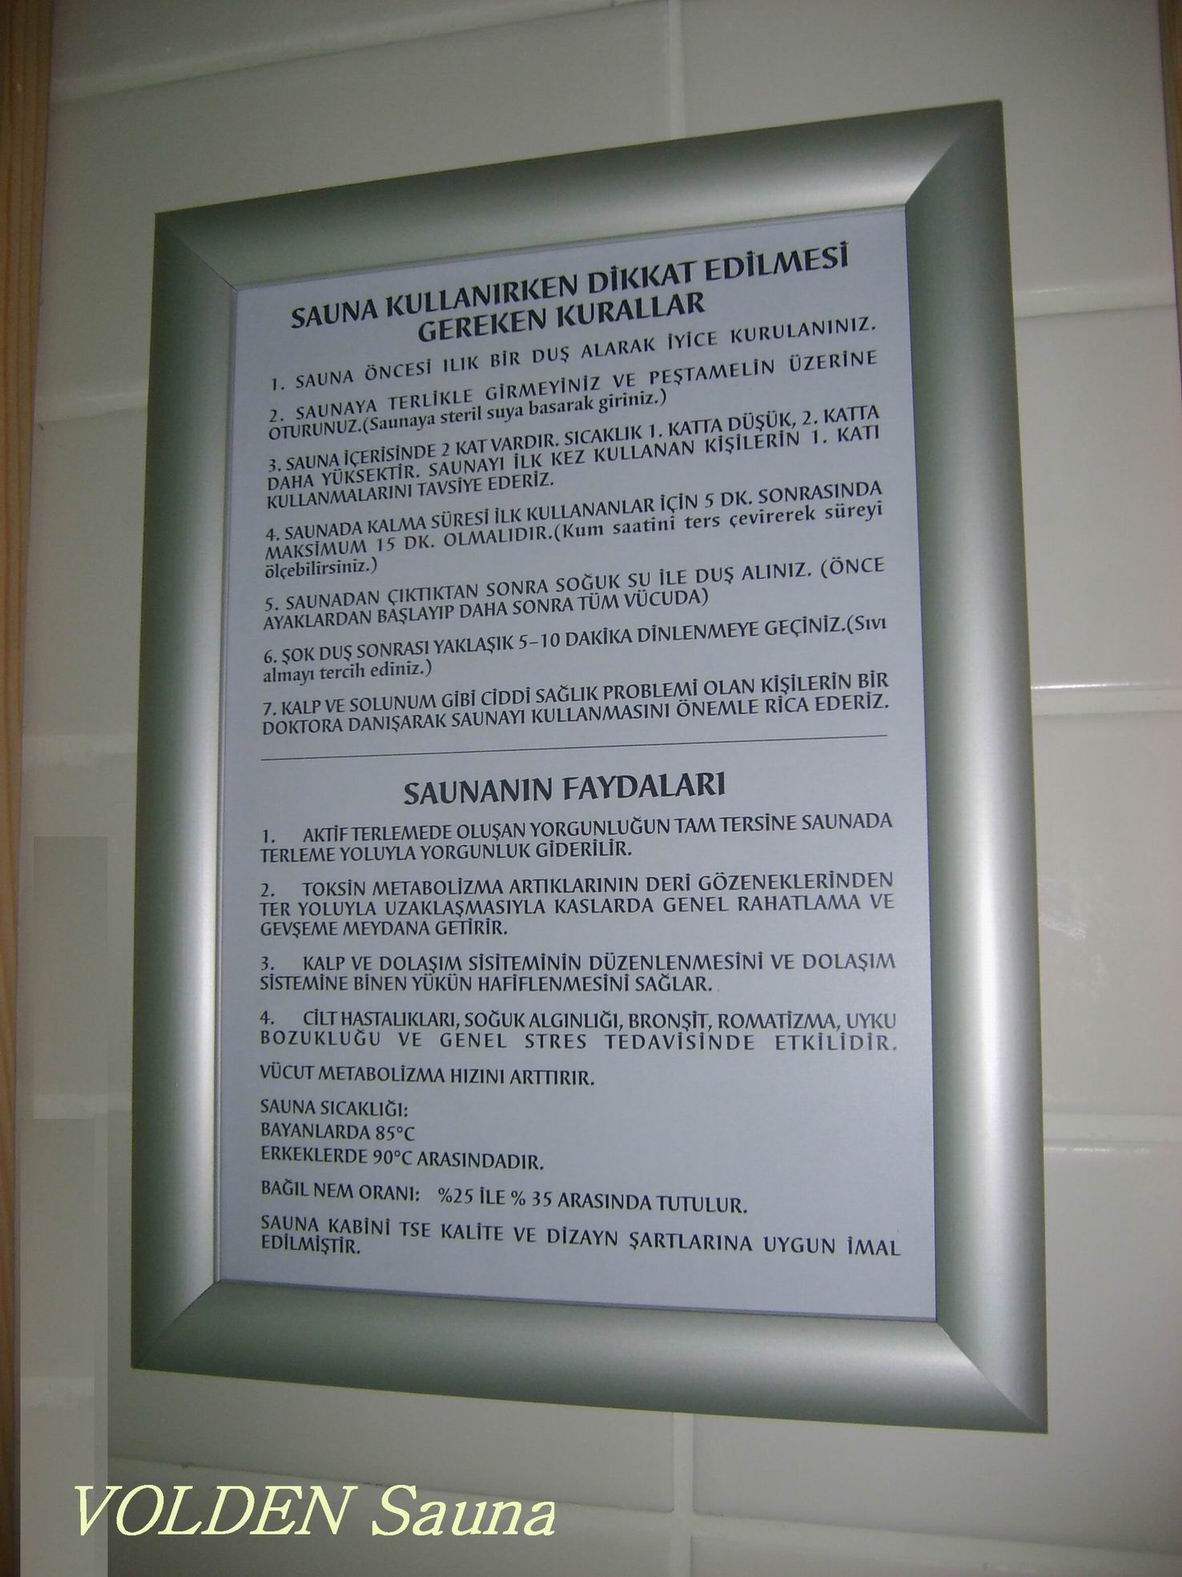 SAUNA KULLANIRKEN DİKKAT EDİLMESİ
GEREKEN KURALLAR
1. SAUNA ÖNCESİ ILIK BİR DUŞ ALARAK İYİCE KURULANINIZ.
2. SAUNAYA TERLİKLE GİRMEYİNİZ VE PEŞTAMELİN ÜZERİNE
OTURUNUZ.(Saunaya steril suya basarak giriniz.)
3. SAUNA İÇERİSİNDE 2 KAT VARDIR. SICAKLIK 1. KATTA DÜŞÜK, 2. KATTA
DAHA YÜKSEKTİR. SAUNAYI İLK KEZ KULLANAN KİŞİLERİN 1. KATI
KULLANMALARINI TAVSİYE EDERİZ.
4. SAUNADA KALMA SÜRESİ İLK KULLANANLAR İÇİN 5 DK. SONRASINDA
MAKSİMUM 15 DK. OLMALIDIR.(Kum saatini ters çevirerek süreyi
ölçebilirsiniz.)
5. SAUNADAN ÇIKTIKTAN SONRA SOĞUK SU İLE DUŞ ALINIZ. (ÖNCE
AYAKLARDAN BAŞLAYIP DAHA SONRA TÜM VÜCUDA)
6. ŞOK DUŞ SONRASI YAKLAŞIK 5-10 DAKİKA DİNLENMEYE GEÇİNİZ.(Sıvı
almayı tercih ediniz.)
7. KALP VE SOLUNUM GİBİ CİDDİ SAĞLIK PROBLEMİ OLAN KİŞİLERİN BİR
DOKTORA DANIŞARAK SAUNAYI KULLANMASINI ÖNEMLE RİCA EDERİZ.
SAUNANIN FAYDALARI
1. AKTİF TERLEMEDE OLUŞAN YORGUNLUĞUN TAM TERSİNE SAUNADA
TERLEME YOLUYLA YORGUNLUK GİDERİLİR.
2. TOKSİN METABOLİZMA ARTIKLARININ DERİ GÖZENEKLERİNDEN
TER YOLUYLA UZAKLAŞMASIYLA KASLARDA GENEL RAHATLAMA VE
GEVŞEME MEYDANA GETİRİR.
3. KALP VE DOLAŞIM SİSİTEMİNİN DÜZENLENMESİNİ VE DOLAŞIM
SİSTEMİNE BİNEN YÜKÜN HAFİFLENMESİNİ SAĞLAR.
4. CİLT HASTALIKLARI, SOĞUK ALGINLIĞI, BRONŞİT, ROMATİZMA, UYKU
BOZUKLUĞU VE GENEL STRES TEDAVİSİNDE ETKİLİDİR.
VÜCUT METABOLİZMA HIZINI ARTTIRIR.
SAUNA SICAKLIĞI:
BAYANLARDA 85°C
ERKEKLERDE 90°C ARASINDADIR.
BAĞIL NEM ORANI: %25 İLE % 35 ARASINDA TUTULUR.
SAUNA KABİNİ TSE KALİTE VE DİZAYN ŞARTLARINA UYGUN İMAL
EDİLMİŞTİR.
VOLDEN Sauna